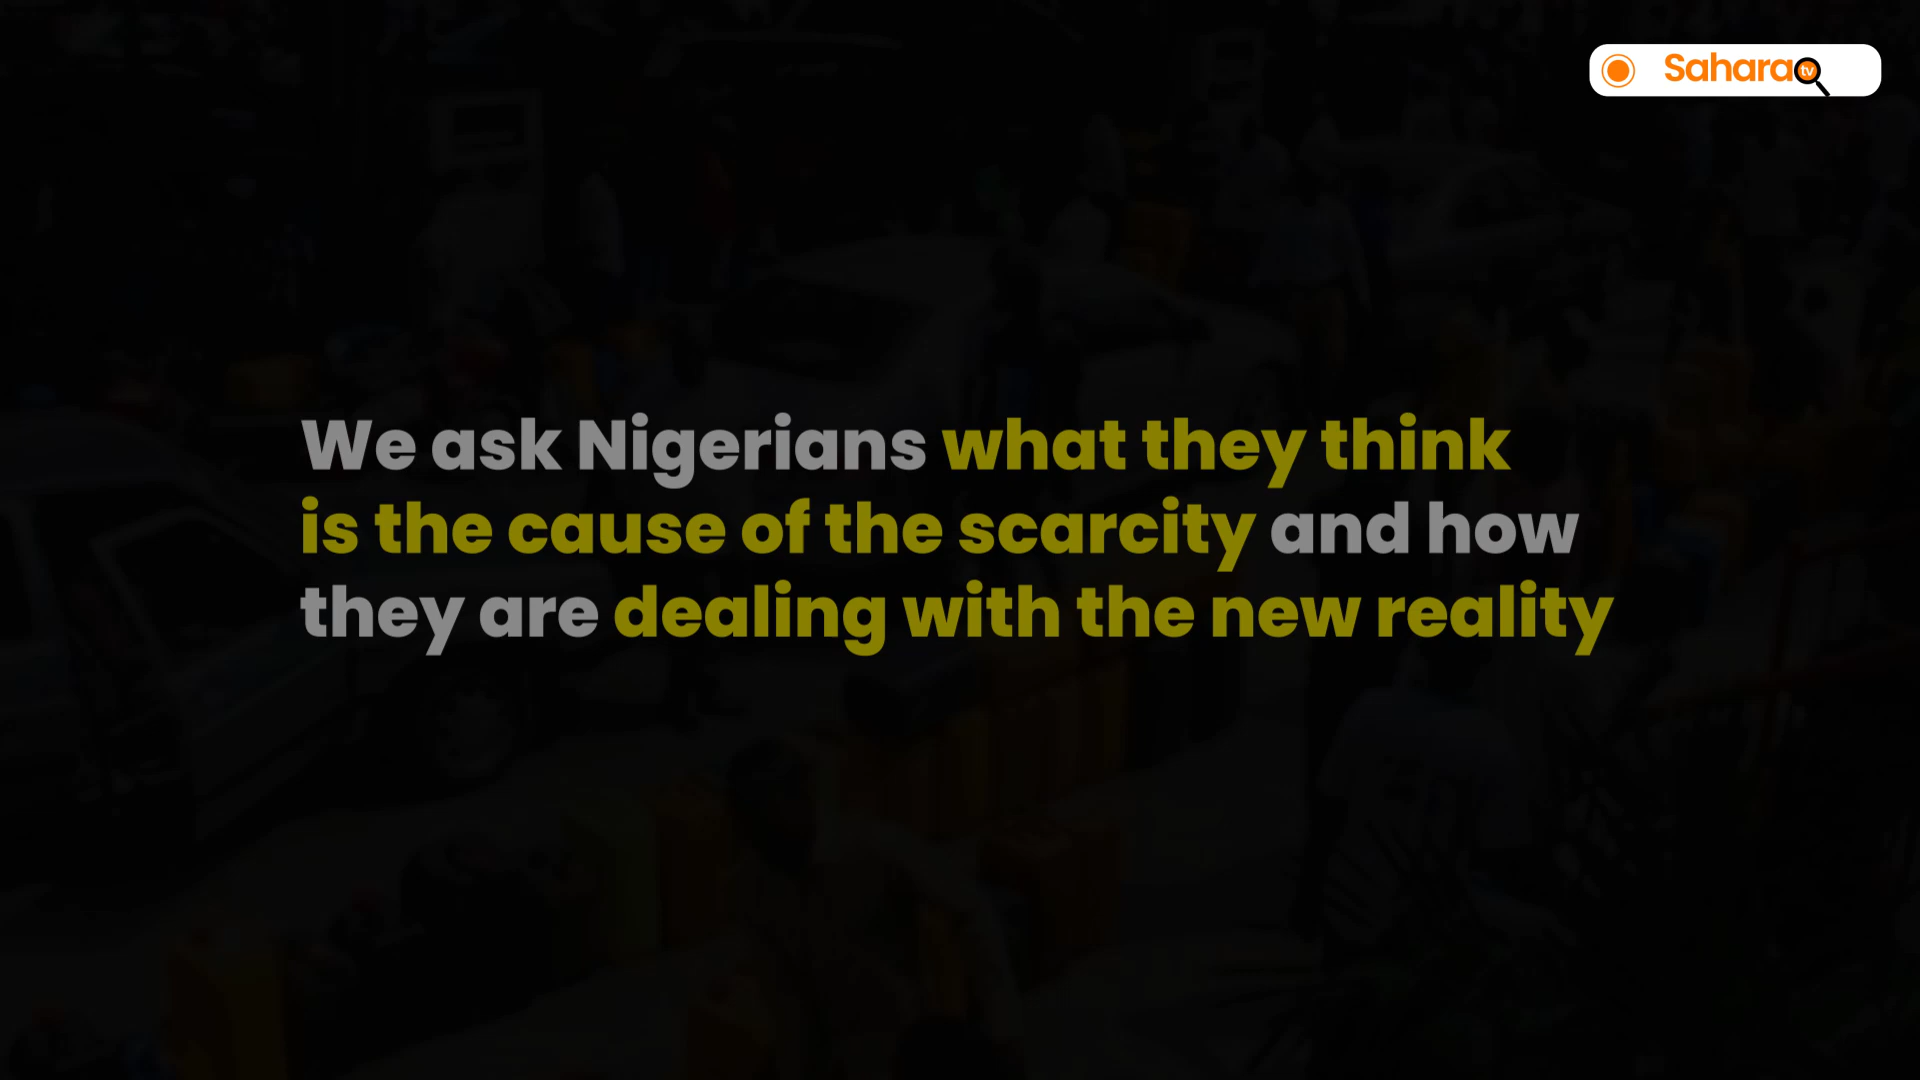 Sahara tv
We ask Nigerians what they think
is the cause of the scarcity and how
they are dealing with the new reality